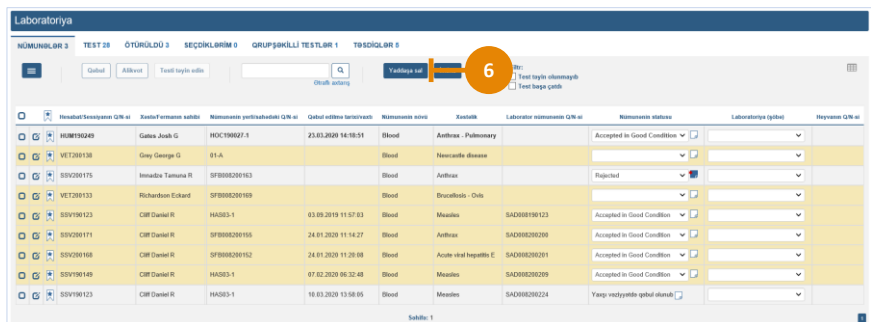 Laboratoriya
NÜMUNƏLƏR 3 TEST 28 ÖTÜRÜLDÜ 3 SEÇDİKLƏRİM 0 QRUPŞƏKİLLİ TESTLƏR 1 TƏSDİQLƏR 5
Qəbul Alikvot Testi təyin edin Yaddaşa sal 6
Ətraflı axtarış
Test təyin olunmayıb
Test başa çatdı
Hesabat/Sessiyanın Q/N-si Xəstə/Fermanın sahibi Nümunənin yerli/sahədəki Q/N-si Qəbul edilmə tarixi/vaxtı Nümunənin növü Xəstəlik Laborator nümunənin Q/N-si Nümunənin statusu Laboratoriya (şöbə) Heyvanın Q/N-si
HUM190249 Gates Josh G HOC190027-1 23.03.2020 14:18:51 Blood Anthrax - Pulmonary Accepted in Good Condition
VET200138 Grey George G 01-A Blood Newcastle disease
SSV200175 Imnadze Tamuna R SFB008200163 Blood Anthrax Rejected
VET200133 Richardson Eckard SFB008200169 Blood Brucellosis - Ovis
SSV190123 Cliff Daniel R HAS03-1 03.09.2019 11:57:03 Blood Measles SAD008190123 Accepted in Good Condition
SSV200171 Cliff Daniel R SFB008200155 24.01.2020 11:14:27 Blood Anthrax SAD008200200 Accepted in Good Condition
SSV200168 Cliff Daniel R SFB008200152 24.01.2020 11:20:08 Blood Acute viral hepatitis E SAD008200201 Accepted in Good Condition
SSV190149 Cliff Daniel R HAS03-1 07.02.2020 06:32:48 Blood Measles SAD008200209 Accepted in Good Condition
SSV190123 Cliff Daniel R HAS03-1 10.03.2020 13:58:05 Blood Measles SAD008200224 Yaxşı vəziyyətdə qəbul olunub
Səhifə: 1